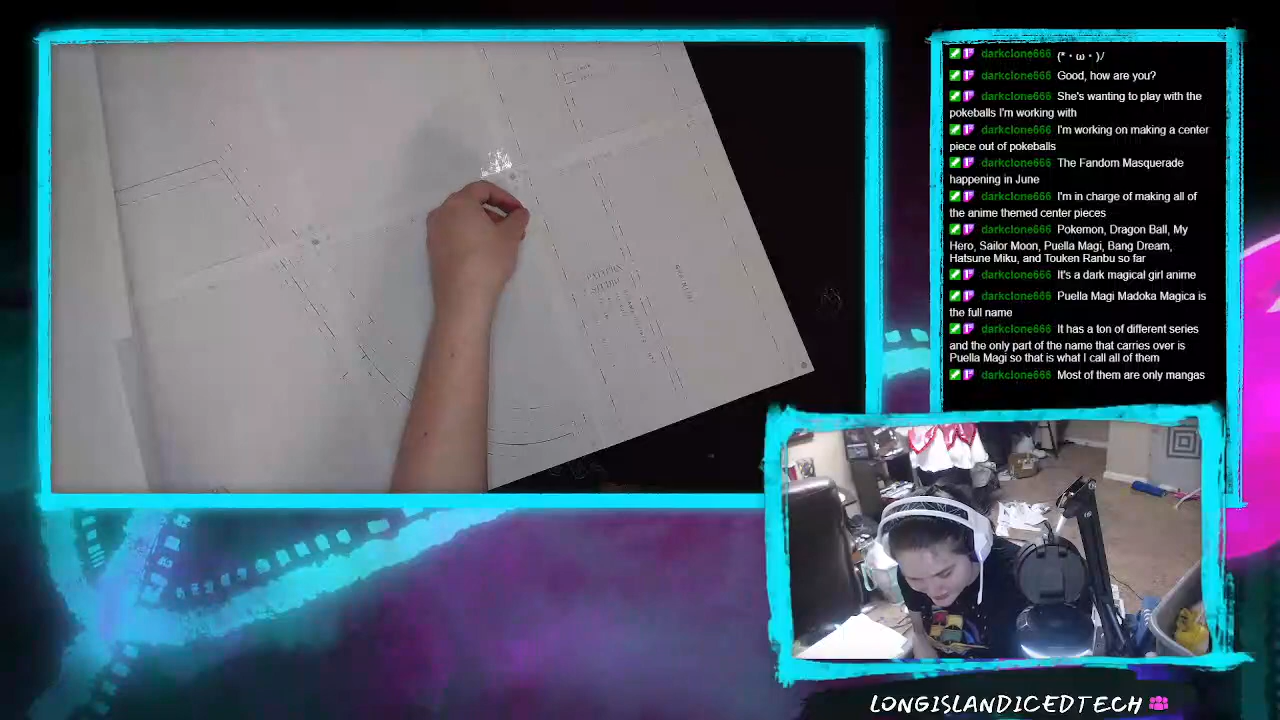 darkclone666 (*・ω・)ﾉ
darkclone666 Good, how are you?
darkclone666 She's wanting to play with the
pokeballs I'm working with
darkclone666 I'm working on making a center
piece out of pokeballs
darkclone666 The Fandom Masquerade
happening in June
darkclone666 I'm in charge of making all of
the anime themed center pieces
darkclone666 Pokemon, Dragon Ball, My
Hero, Sailor Moon, Puella Magi, Bang Dream,
Hatsune Miku, and Touken Ranbu so far
darkclone666 It's a dark magical girl anime
darkclone666 Puella Magi Madoka Magica is
the full name
darkclone666 It has a ton of different series
and the only part of the name that carries over is
Puella Magi so that is what I call all of them
darkclone666 Most of them are only mangas
LONGISLANDICEDTECH